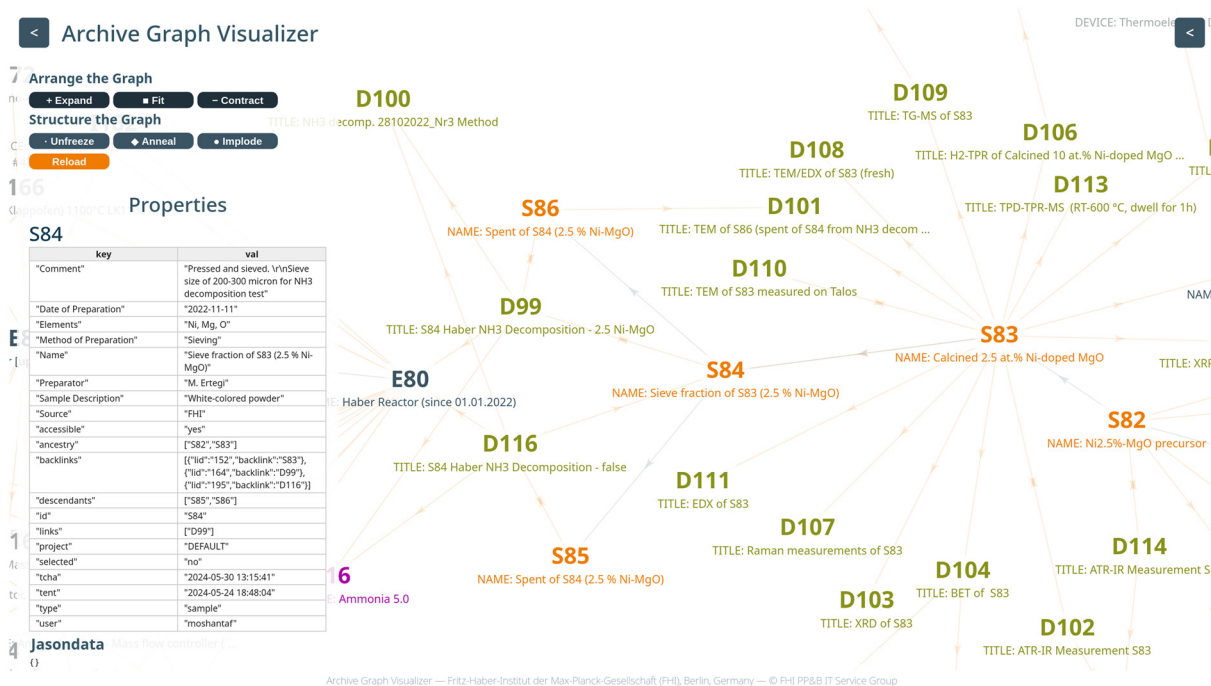 <
Archive Graph Visualizer
DEVICE: Thermoele
<
Arrange the Graph
+ Expand
■ Fit
− Contract
Structure the Graph
· Unfreeze
◆ Anneal
● Implode
Reload
Properties
S84
key val
"Comment" "Pressed and sieved. \r\nSieve
size of 200-300 micron for NH3
decomposition test"
"Date of Preparation" "2022-11-11"
"Elements" "Ni, Mg, O"
"Method of Preparation" "Sieving"
"Name" "Sieve fraction of S83 (2.5 % Ni-
MgO)"
"Preparator" "M. Ertegi"
"Sample Description" "White-colored powder"
"Source" "FHI"
"accessible" "yes"
"ancestry" ["S82","S83"]
"backlinks" [{"lid":"152","backlink":"S83"},
{"lid":"164","backlink":"D99"},
{"lid":"195","backlink":"D116"}]
"descendants" ["S85","S86"]
"id" "S84"
"links" ["D99"]
"project" "DEFAULT"
"selected" "no"
"tcha" "2024-05-30 13:15:41"
"tent" "2024-05-24 18:48:04"
"type" "sample"
"user" "moshantaf"
Jasondata
{}
166
(lappofen) 1100°C
Mass flow controller (...
D100
TITLE: NH3 decomp. 28102022_Nr3 Method
D109
TITLE: TG-MS of S83
D106
TITLE: H2-TPR of Calcined 10 at.% Ni-doped MgO ...
D108
TITLE: TEM/EDX of S83 (fresh)
D113
TITLE: TPD-TPR-MS (RT-600 °C, dwell for 1h)
S86
NAME: Spent of S84 (2.5 % Ni-MgO)
D101
TITLE: TEM of S86 (spent of S84 from NH3 decom ...
D110
TITLE: TEM of S83 measured on Talos
NAM
D99
TITLE: S84 Haber NH3 Decomposition - 2.5 Ni-MgO
S83
NAME: Calcined 2.5 at.% Ni-doped MgO
TITLE: XRF
E80
Haber Reactor (since 01.01.2022)
S84
NAME: Sieve fraction of S83 (2.5 % Ni-MgO)
S82
NAME: Ni2.5%-MgO precursor
D116
TITLE: S84 Haber NH3 Decomposition - false
D111
TITLE: EDX of S83
D107
TITLE: Raman measurements of S83
S85
NAME: Spent of S84 (2.5 % Ni-MgO)
D114
TITLE: ATR-IR Measurement S
16
Ammonia 5.0
D104
TITLE: BET of S83
D103
TITLE: XRD of S83
D102
TITLE: ATR-IR Measurement S83
Archive Graph Visualizer — Fritz-Haber-Institut der Max-Planck-Gesellschaft (FHI), Berlin, Germany — © FHI PP&B IT Service Group